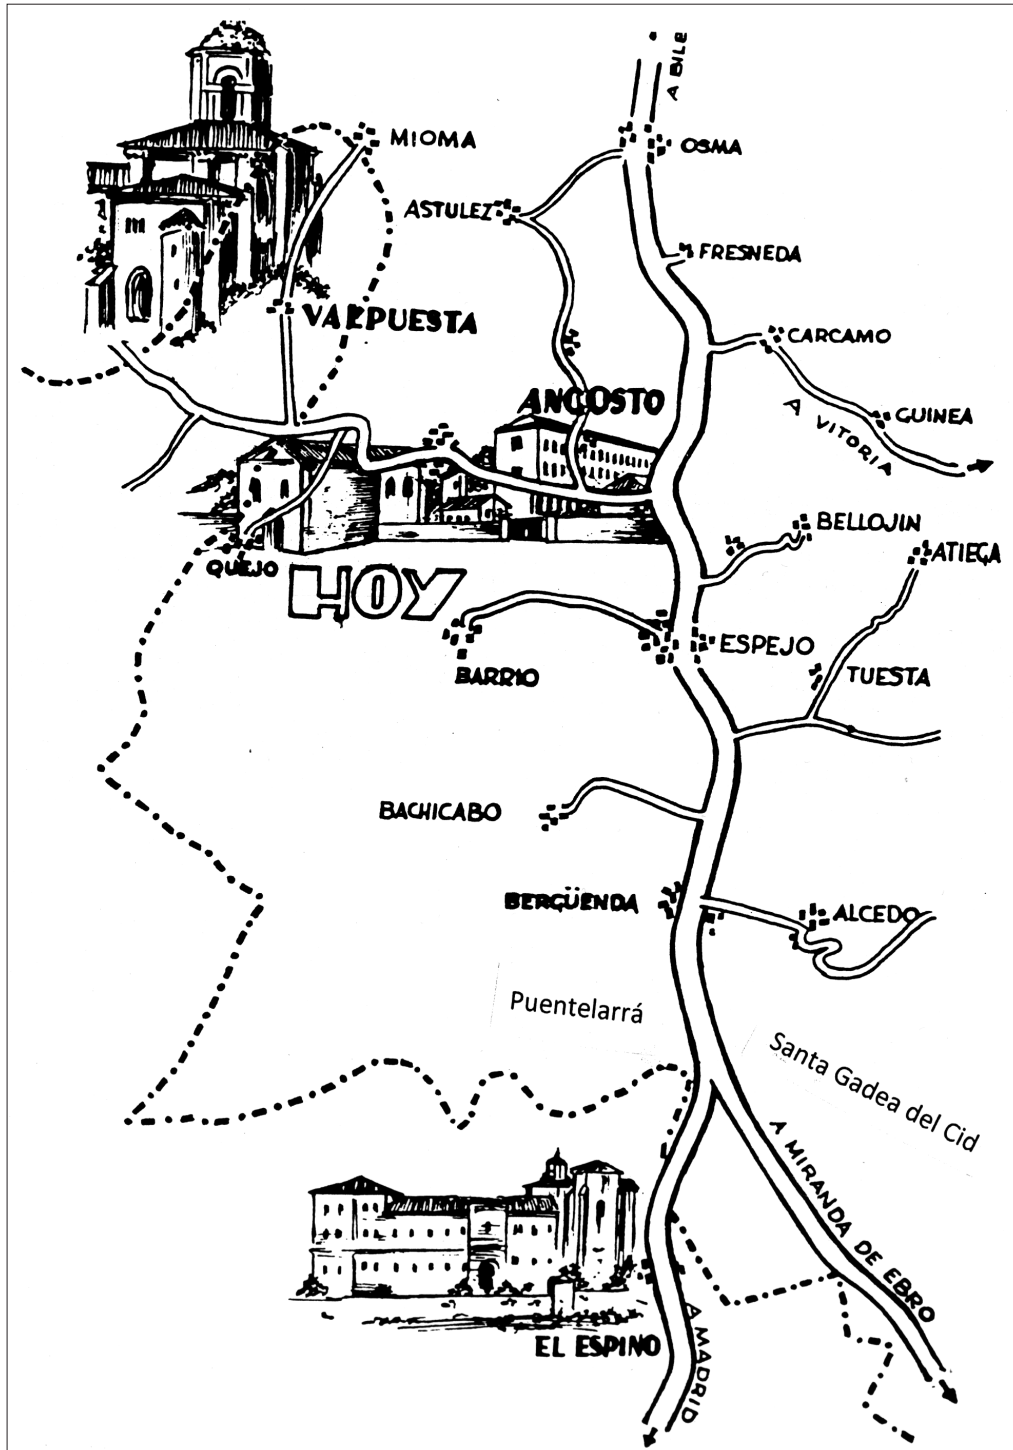 A BILB
MIOMA
OSMA
ASTULEZ
FRESNEDA
VALPUESTA
CARCAMO
ANGOSTO
A VITORIA
GUINEA
BELLOJIN
ATIEGA
QUEJO
HOY
ESPEJO
BARRIO
TUESTA
BACHICABO
BERGÜENDA
ALCEDO
Puentelarrá
Santa Gadea del Cid
A MIRANDA DE EBRO
EL ESPINO
A MADRID